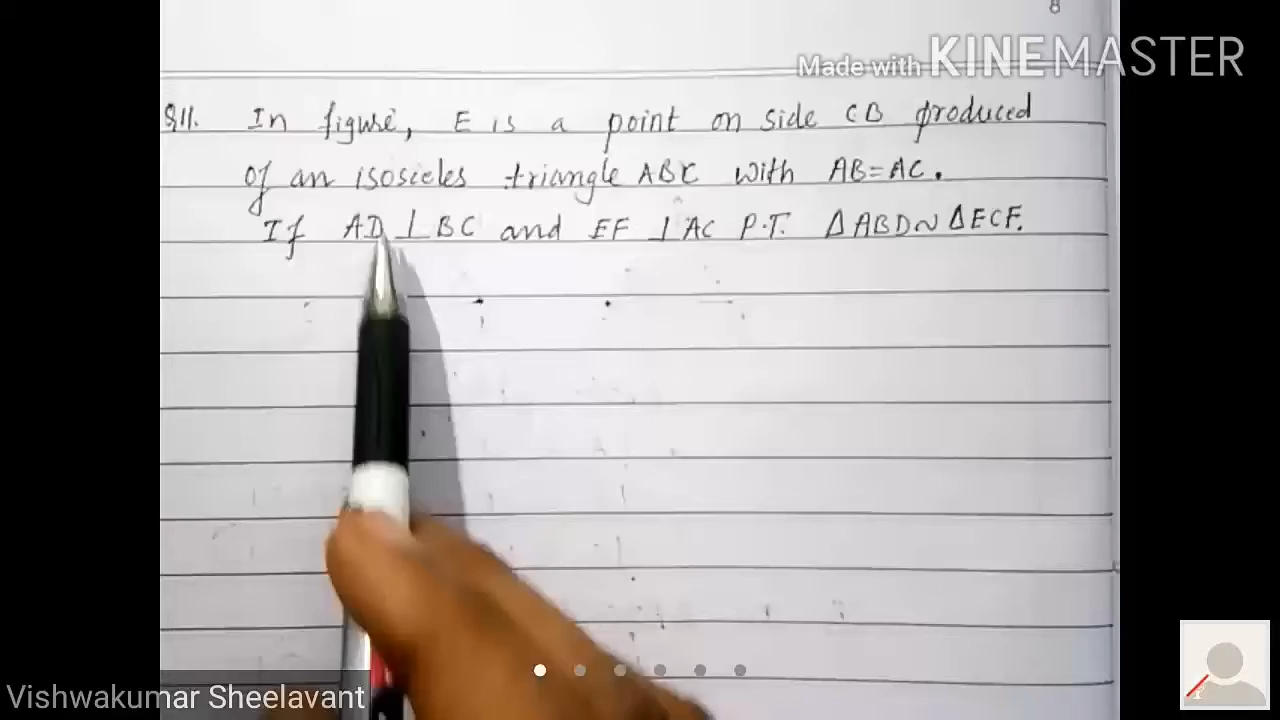 8
Made with KINEMASTER
Q11. In figure, E is a point on side CB produced
of an isosceles triangle ABC with AB=AC.
If AD⊥BC and EF ⊥ AC P.T. ΔABD~ΔECF.
Vishwakumar Sheelavant